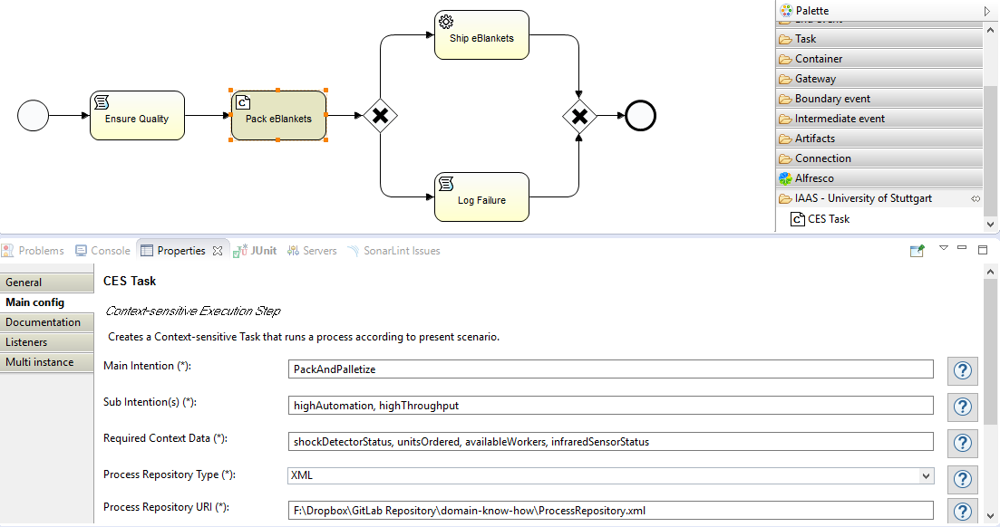 Ship eBlankets
Ensure Quality
Pack eBlankets
Log Failure
Palette
Task
Container
Gateway
Boundary event
Intermediate event
Artifacts
Connection
Alfresco
IAAS - University of Stuttgart
CES Task
Problems
Console
Properties
JUnit
Servers
SonarLint Issues
General
Main config
Documentation
Listeners
Multi instance
CES Task
Context-sensitive Execution Step
Creates a Context-sensitive Task that runs a process according to present scenario.
Main Intention (*):
PackAndPalletize
Sub Intention(s) (*):
highAutomation, highThroughput
Required Context Data (*):
shockDetectorStatus, unitsOrdered, availableWorkers, infraredSensorStatus
Process Repository Type (*):
XML
Process Repository URI (*):
F:\Dropbox\GitLab Repository\domain-know-how\ProcessRepository.xml